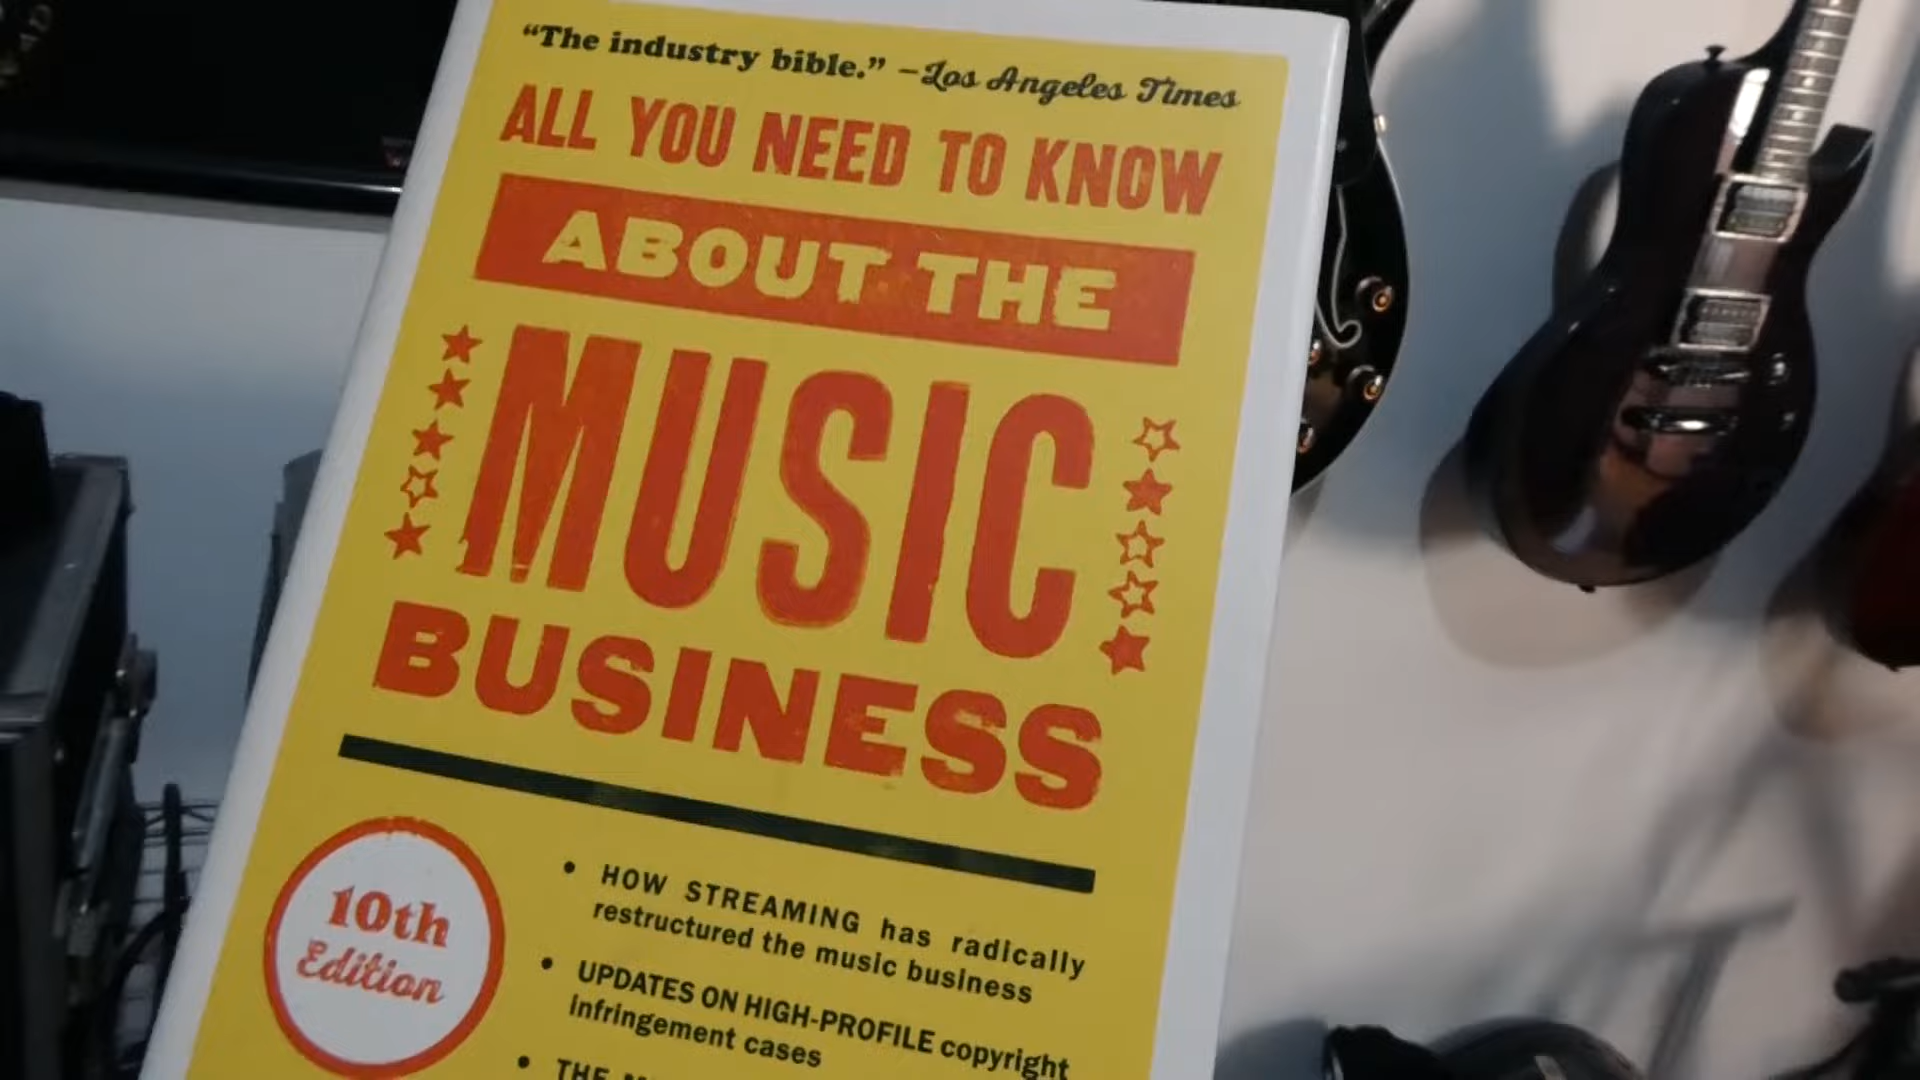 “The industry bible.” –Los Angeles Times
ALL YOU NEED TO KNOW
ABOUT THE
MUSIC
BUSINESS
10th
Edition
• HOW STREAMING has radically
restructured the music business
• UPDATES ON HIGH-PROFILE copyright
infringement cases
• THE